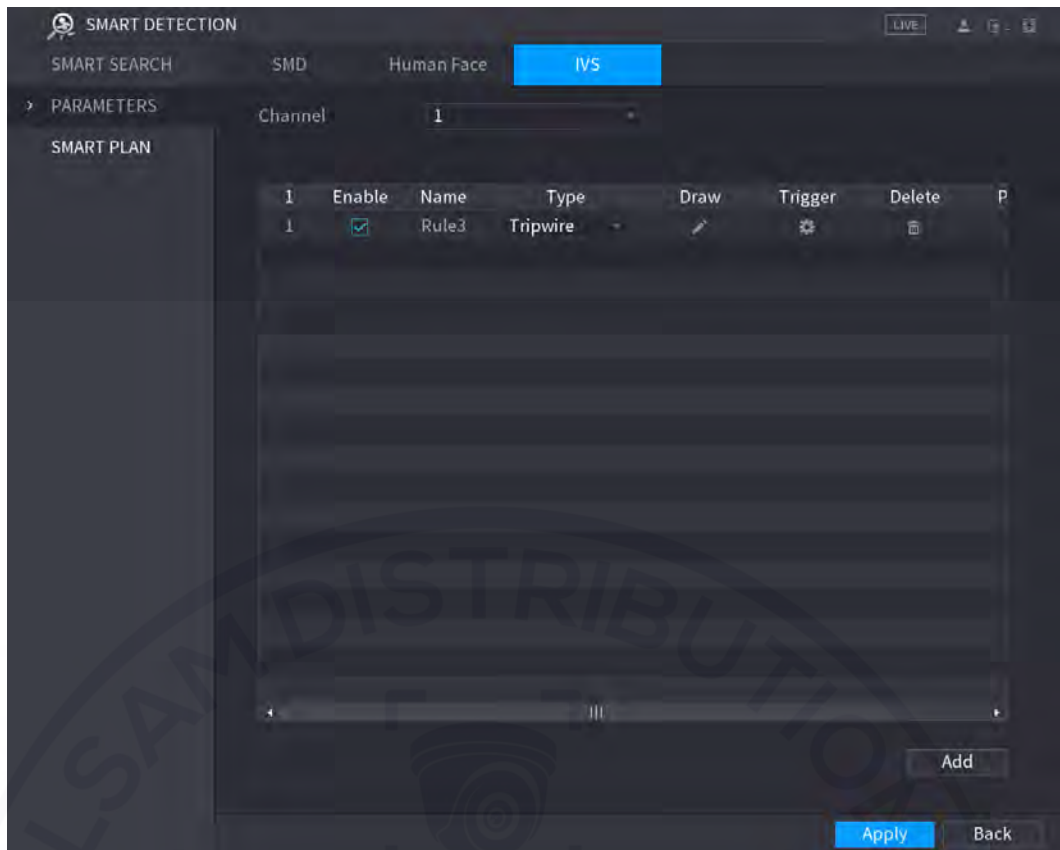 SMART DETECTION LIVE
SMART SEARCH SMD Human Face IVS
PARAMETERS
Channel 1
SMART PLAN
1 Enable Name Type Draw Trigger Delete P
1 Rule3 Tripwire
Add
Apply Back
LSAMDISTRIBUTION